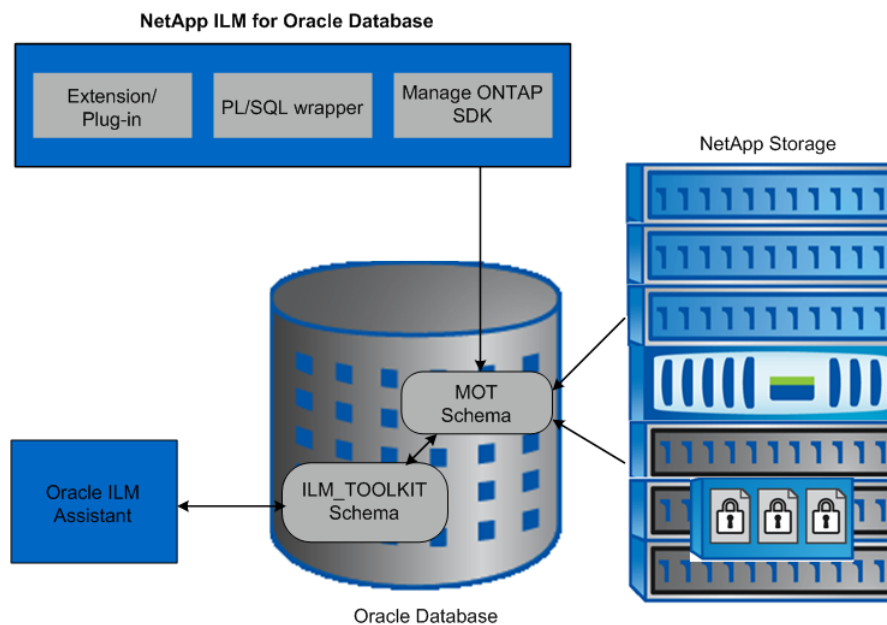 NetApp ILM for Oracle Database
Extension/
Plug-in
PL/SQL wrapper
Manage ONTAP
SDK
NetApp Storage
MOT
Schema
ILM_TOOLKIT
Schema
Oracle ILM
Assistant
Oracle Database